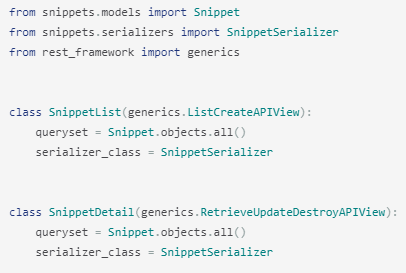 from snippets.models import Snippet
from snippets.serializers import SnippetSerializer
from rest_framework import generics
class SnippetList(generics.ListCreateAPIView):
queryset = Snippet.objects.all()
serializer_class = SnippetSerializer
class SnippetDetail(generics.RetrieveUpdateDestroyAPIView):
queryset = Snippet.objects.all()
serializer_class = SnippetSerializer